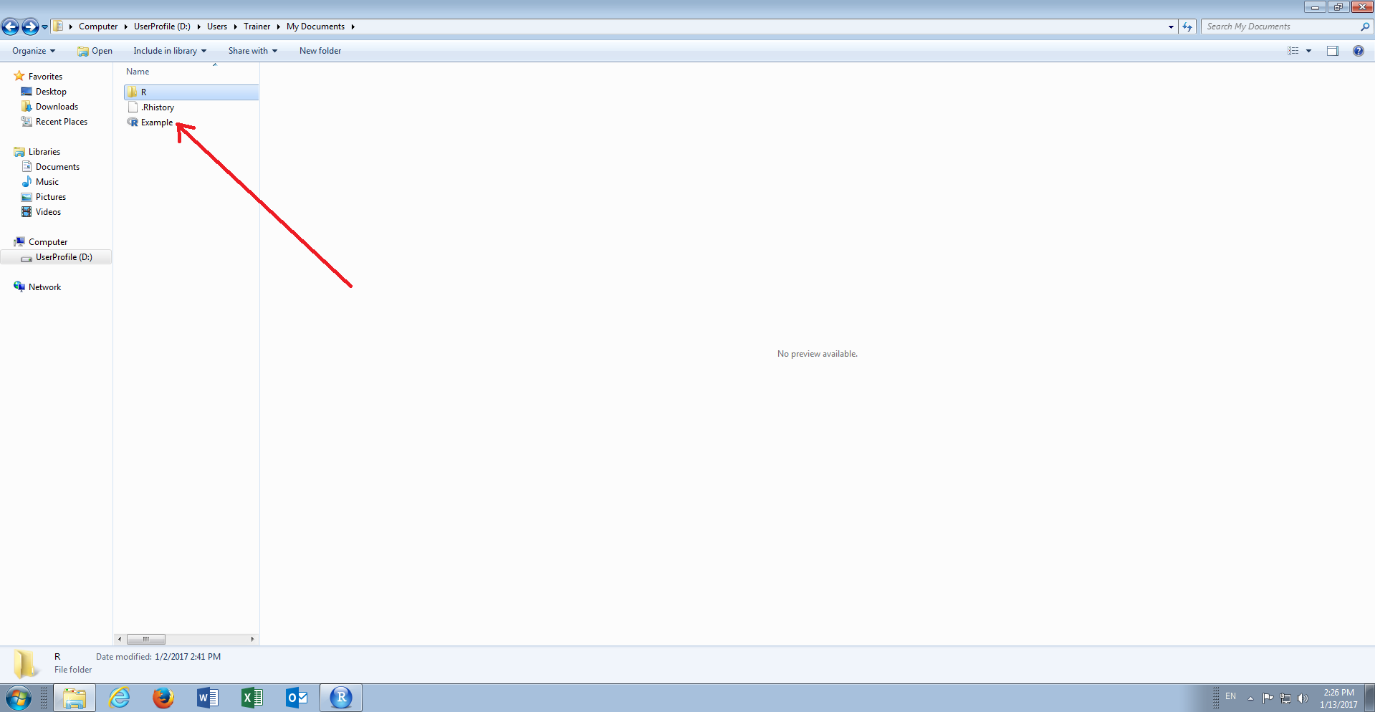 Computer UserProfile (D:) Users Trainer My Documents
Search My Documents
Organize Open Include in library Share with New folder
Favorites
Desktop
Downloads
Recent Places
Libraries
Documents
Music
Pictures
Videos
Computer
UserProfile (D:)
Network
Name
R
.Rhistory
Example
No preview available.
R Date modified: 1/2/2017 2:41 PM
File folder
EN
2:26 PM
1/13/2017